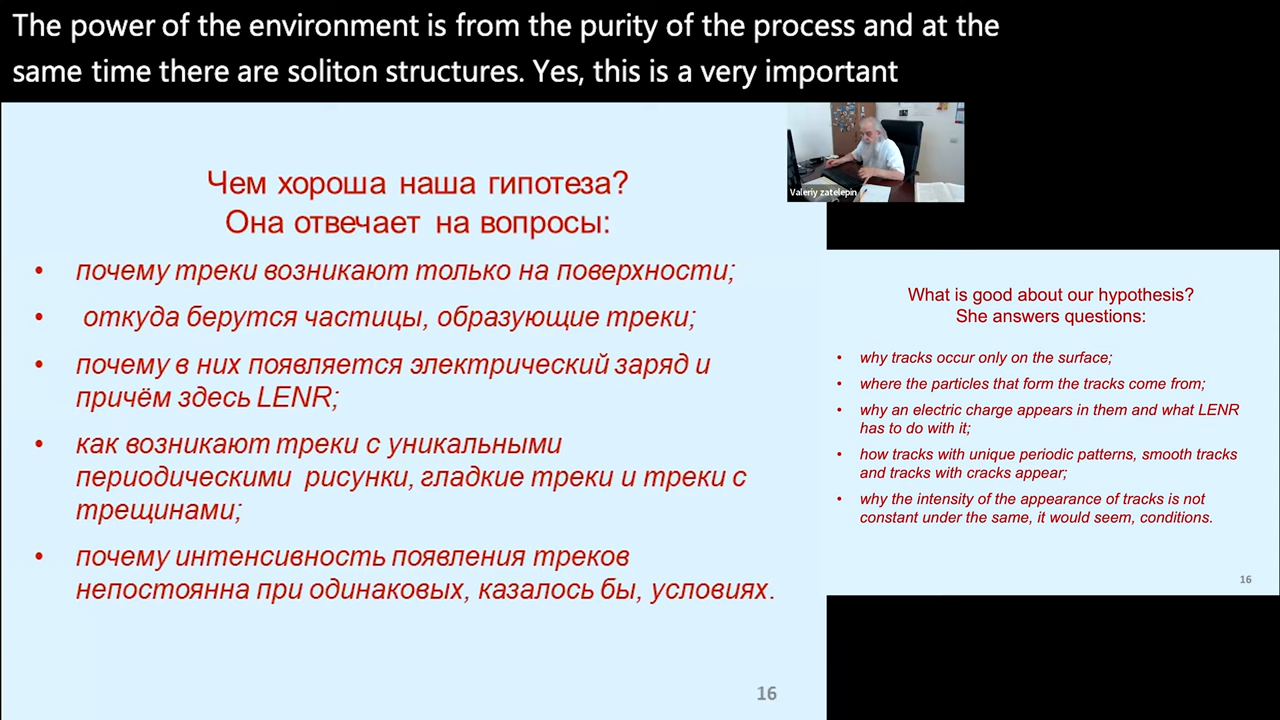 The power of the environment is from the purity of the process and at the
same time there are soliton structures. Yes, this is a very important
Valeriy zatelepin
Чем хороша наша гипотеза?
Она отвечает на вопросы:
• почему треки возникают только на поверхности;
• откуда берутся частицы, образующие треки;
• почему в них появляется электрический заряд и
причём здесь LENR;
• как возникают треки с уникальными
периодическими рисунки, гладкие треки и треки с
трещинами;
• почему интенсивность появления треков
непостоянна при одинаковых, казалось бы, условиях.
16
What is good about our hypothesis?
She answers questions:
• why tracks occur only on the surface;
• where the particles that form the tracks come from;
• why an electric charge appears in them and what LENR
has to do with it;
• how tracks with unique periodic patterns, smooth tracks
and tracks with cracks appear;
• why the intensity of the appearance of tracks is not
constant under the same, it would seem, conditions.
16